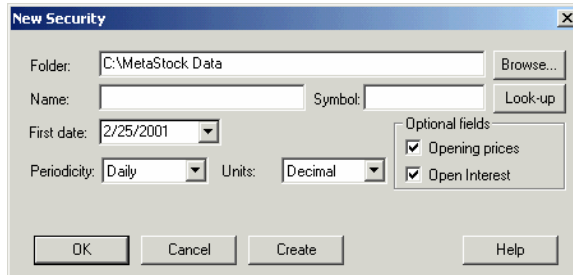 New Security
Folder: C:\MetaStock Data Browse...
Name: Symbol: Look-up
First date: 2/25/2001 Optional fields
Opening prices
Periodicity: Daily Units: Decimal Open Interest
OK Cancel Create Help